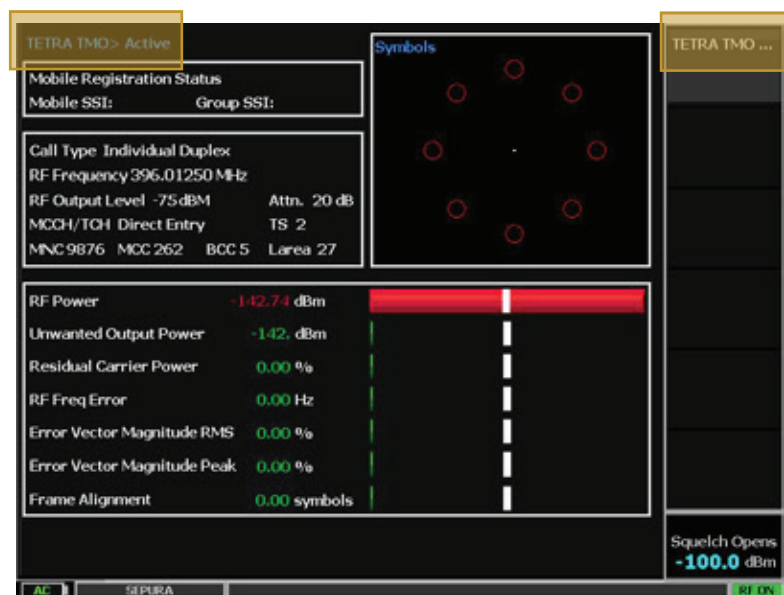 TETRA TMO> Active
Symbols
TETRA TMO ...
Mobile Registration Status
Mobile SSI: Group SSI:
Call Type Individual Duplex
RF Frequency 396.01250 MHz
RF Output Level -75dBM Attn. 20 dB
MCCH/TCH Direct Entry TS 2
MNC 9876 MCC 262 BCC 5 Larea 27
RF Power -142.74 dBm
Unwanted Output Power -142. dBm
Residual Carrier Power 0.00 %
RF Freq Error 0.00 Hz
Error Vector Magnitude RMS 0.00 %
Error Vector Magnitude Peak 0.00 %
Frame Alignment 0.00 symbols
Squelch Opens
-100.0 dBm
AC SEPURA RF ON